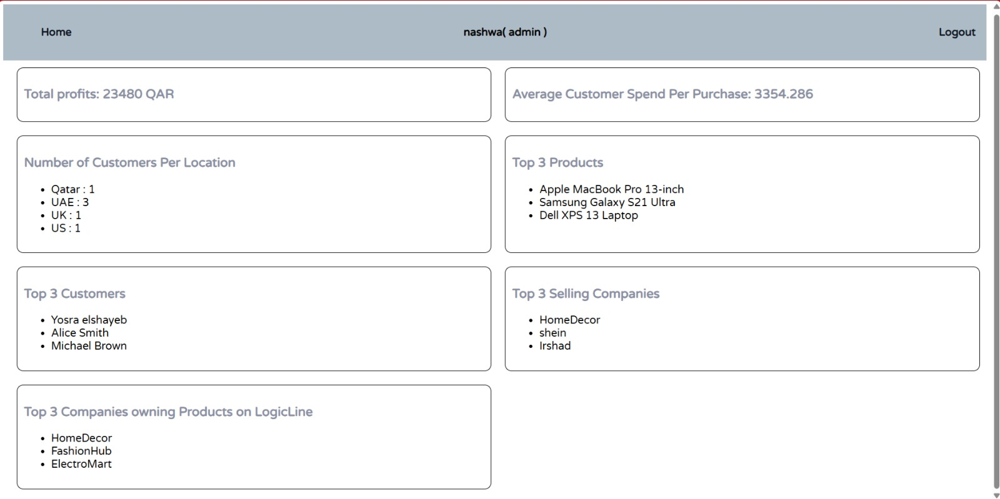 Home
nashwa( admin )
Logout
Total profits: 23480 QAR
Average Customer Spend Per Purchase: 3354.286
Number of Customers Per Location
Qatar : 1
UAE : 3
UK : 1
US : 1
Top 3 Products
Apple MacBook Pro 13-inch
Samsung Galaxy S21 Ultra
Dell XPS 13 Laptop
Top 3 Customers
Yosra elshayeb
Alice Smith
Michael Brown
Top 3 Selling Companies
HomeDecor
shein
Irshad
Top 3 Companies owning Products on LogicLine
HomeDecor
FashionHub
ElectroMart